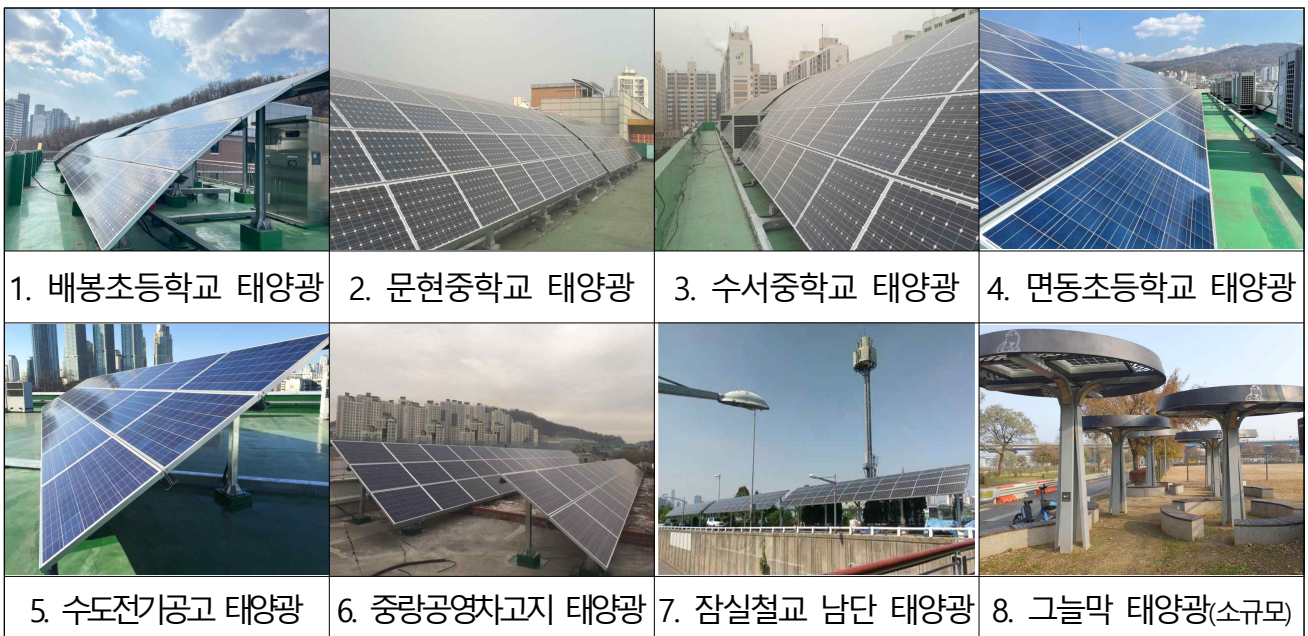 1. 배봉초등학교 태양광
2. 문현중학교 태양광
3. 수서중학교 태양광
4. 면동초등학교 태양광
5. 수도전기공고 태양광
6. 중랑공영차고지 태양광
7. 잠실철교 남단 태양광
8. 그늘막 태양광(소규모)